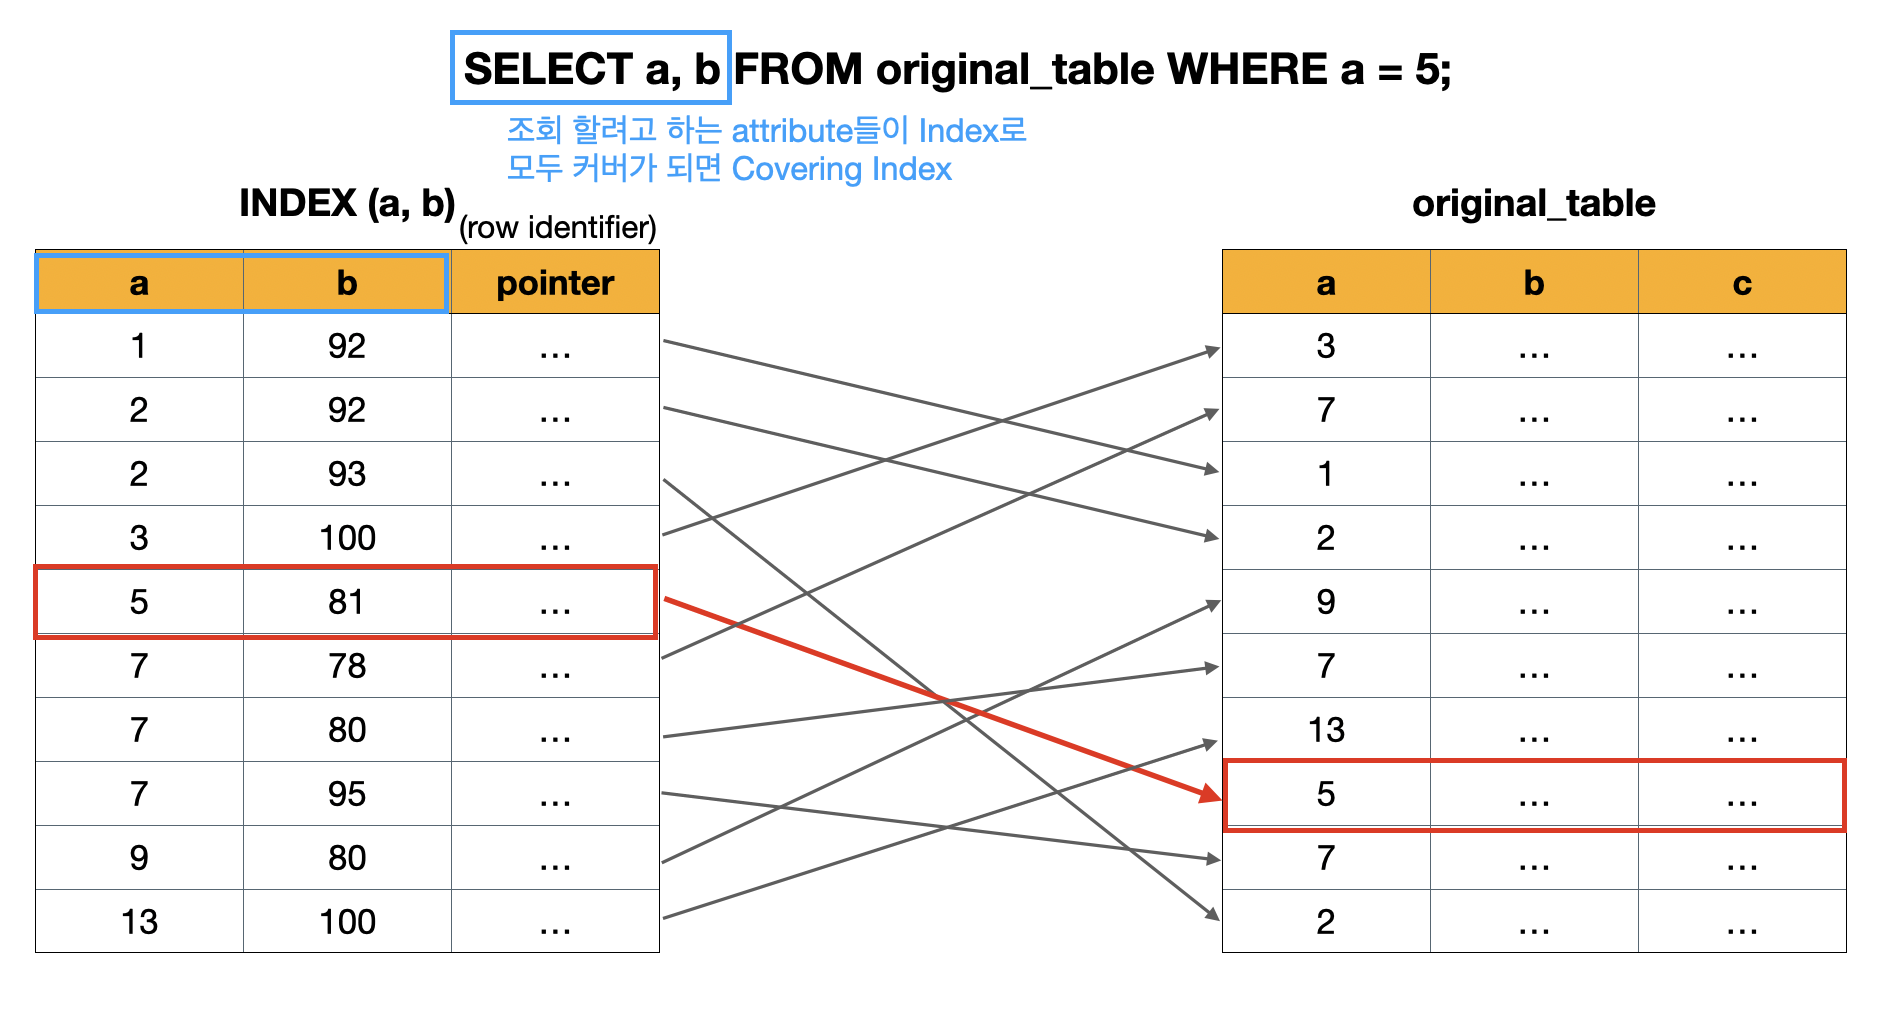 SELECT a, b FROM original_table WHERE a = 5;
조회 할려고 하는 attribute들이 Index로
모두 커버가 되면 Covering Index
INDEX (a, b) (row identifier)
a b pointer
1 92 ...
2 92 ...
2 93 ...
3 100 ...
5 81 ...
7 78 ...
7 80 ...
7 95 ...
9 80 ...
13 100 ...
original_table
a b c
3 ... ...
7 ... ...
1 ... ...
2 ... ...
9 ... ...
7 ... ...
13 ... ...
5 ... ...
7 ... ...
2 ... ...